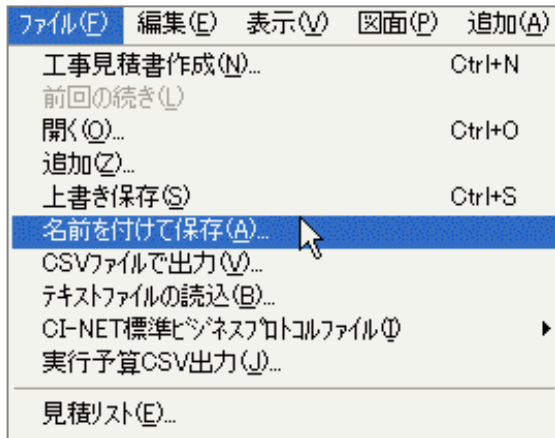 ファイル(F) 編集(E) 表示(V) 図面(P) 追加(A)
工事見積書作成(N)... Ctrl+N
前回の続き(L)
開く(O)... Ctrl+O
追加(Z)...
上書き保存(S) Ctrl+S
名前を付けて保存(A)...
CSVファイルで出力(V)...
テキストファイルの読込(B)...
CI-NET標準ビジネスプロトコルファイル(I)
実行予算CSV出力(J)...
見積リスト(E)...